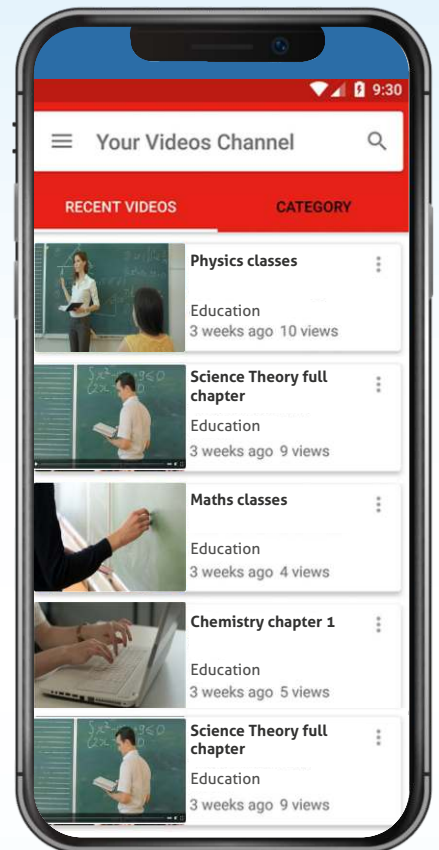 9:30
Your Videos Channel
RECENT VIDEOS CATEGORY
Physics classes
Education
3 weeks ago 10 views
Science Theory full
chapter
Education
3 weeks ago 9 views
Maths classes
Education
3 weeks ago 4 views
Chemistry chapter 1
Education
3 weeks ago 5 views
Science Theory full
chapter
Education
3 weeks ago 9 views